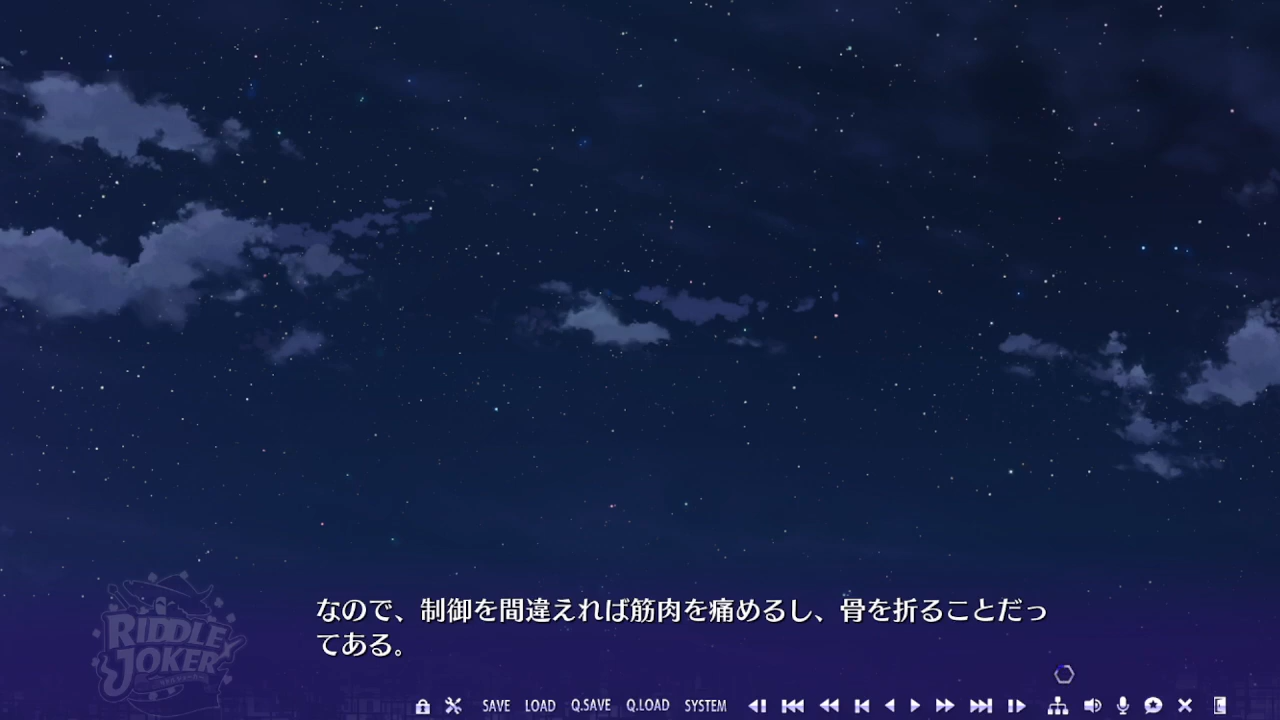 なので、制御を間違えれば筋肉を痛めるし、骨を折ることだっ
てある。
RIDDLE
JOKER
SAVE LOAD Q.SAVE Q.LOAD SYSTEM